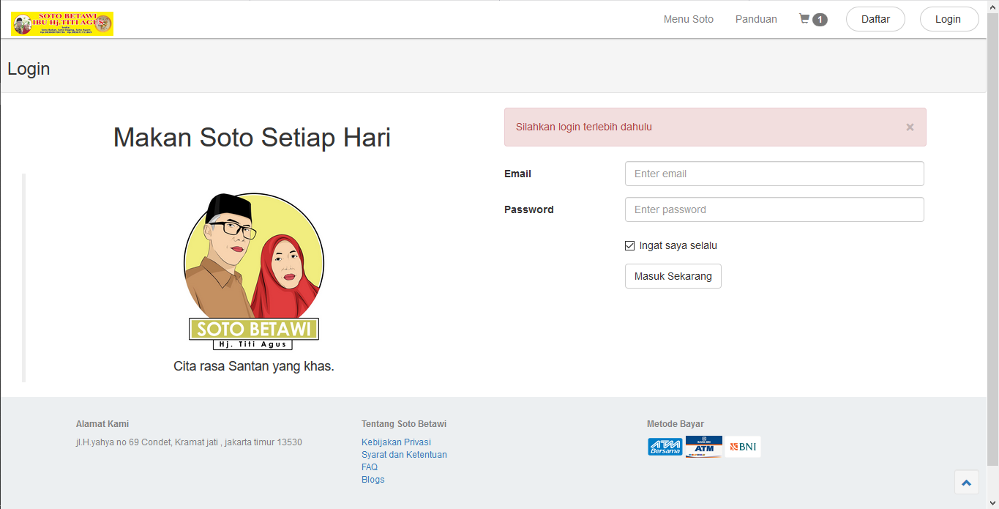 SOTO BETAWI
IBU Hj.TITI AGUS
Menu Soto
Panduan
1
Daftar
Login
Login
Makan Soto Setiap Hari
SOTO BETAWI
Hj. Titi Agus
Cita rasa Santan yang khas.
Silahkan login terlebih dahulu
×
Email
Enter email
Password
Enter password
Ingat saya selalu
Masuk Sekarang
Alamat Kami
jl.H.yahya no 69 Condet, Kramat jati , jakarta timur 13530
Tentang Soto Betawi
Kebijakan Privasi
Syarat dan Ketentuan
FAQ
Blogs
Metode Bayar
ATM
Bersama
BANK BRI
ATM
BNI